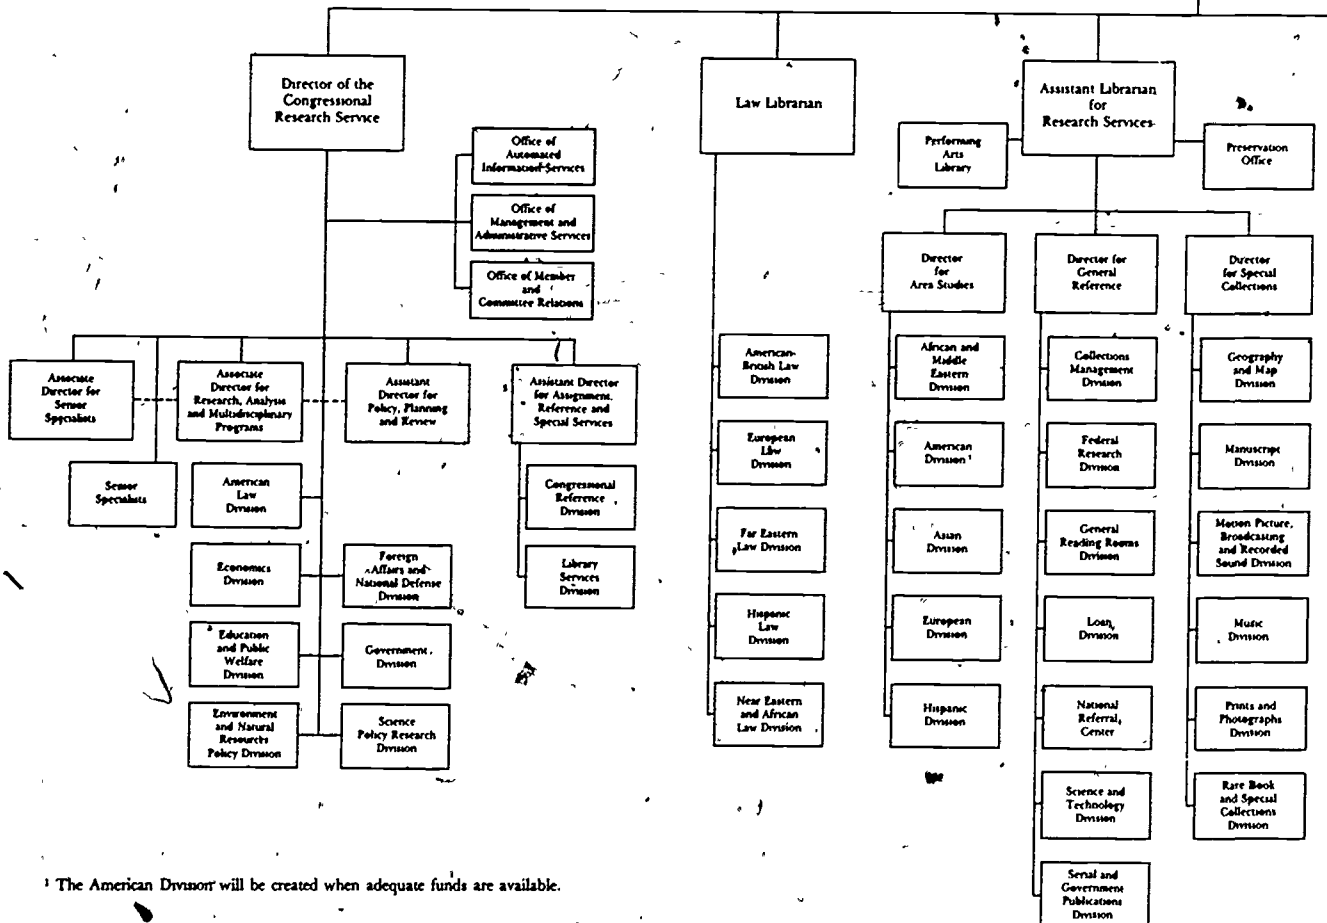 Director of the
Congressional
Research Service
Office of
Automated
Information Services
Office of
Management and
Administrative Services
Office of Member
and
Committee Relations
Associate
Director for
Senior
Specialists
Associate
Director for
Research, Analysis
and Multidisciplinary
Programs
Assistant
Director for
Policy, Planning
and Review
Assistant Director
for Assignment,
Reference and
Special Services
Senior
Specialists
American
Law
Division
Congressional
Reference
Division
Economics
Division
Foreign
Affairs and
National Defense
Division
Library
Services
Division
Education
and Public
Welfare
Division
Government
Division
Environment
and Natural
Resources
Policy Division
Science
Policy Research
Division
Law Librarian
American-
British Law
Division
European
Law
Division
Far Eastern
Law Division
Hispanic
Law
Division
Near Eastern
and African
Law Division
Assistant Librarian
for
Research Services
Performing
Arts
Library
Preservation
Office
Director
for
Area Studies
African and
Middle
Eastern
Division
American
Division¹
Asian
Division
European
Division
Hispanic
Division
Director for
General
Reference
Collections
Management
Division
Federal
Research
Division
General
Reading Rooms
Division
Loan
Division
National
Referral
Center
Science and
Technology
Division
Serial and
Government
Publications
Division
Director
for Special
Collections
Geography
and Map
Division
Manuscript
Division
Motion Picture,
Broadcasting
and Recorded
Sound Division
Music
Division
Prints and
Photographs
Division
Rare Book
and Special
Collections
Division
¹ The American Division will be created when adequate funds are available.